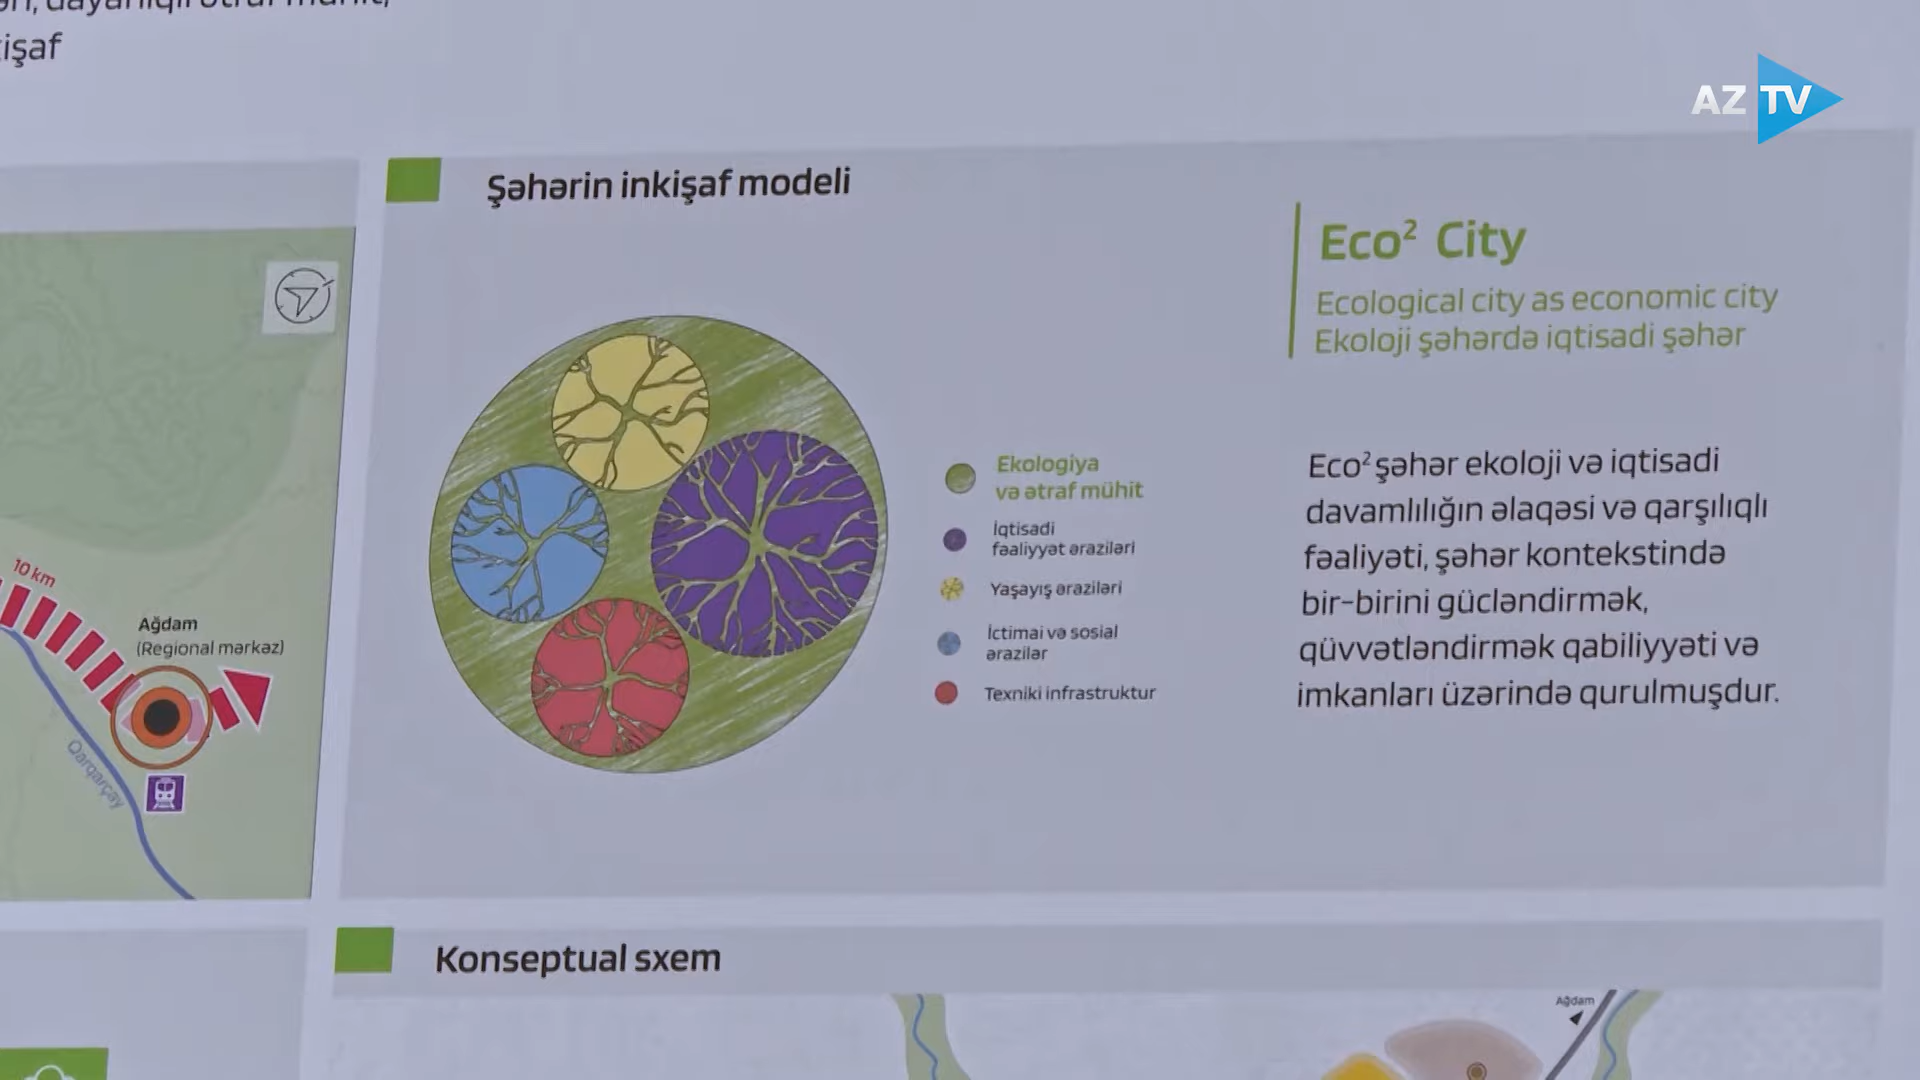 kişaf
AZ TV
Şəhərin inkişaf modeli
Eco² City
Ecological city as economic city
Ekoloji şəhərdə iqtisadi şəhər
Ekologiya
və ətraf mühit
İqtisadi
fəaliyyət əraziləri
Yaşayış əraziləri
İctimai və sosial
ərazilər
Texniki infrastruktur
Eco² şəhər ekoloji və iqtisadi
davamlılığın əlaqəsi və qarşılıqlı
fəaliyəti, şəhər kontekstində
bir-birini gücləndirmək,
qüvvətləndirmək qabiliyyəti və
imkanları üzərində qurulmuşdur.
10 km
Ağdam
(Regional mərkəz)
Qarqarçay
Konseptual sxem
Ağdam